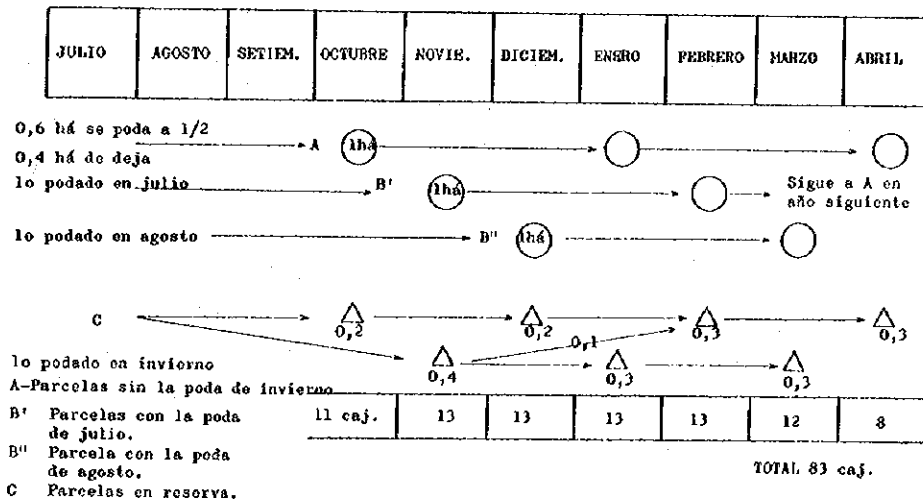 JULIO AGOSTO SETIEM. OCTUBRE NOVIE. DICIEM. ENERO FEBRERO MARZO ABRIL
0,6 há se poda a 1/2
A 1há
0,4 há de deja
lo podado en julio B' 1há Sigue a A en
año siguiente
lo podado en agosto B" 1há
C 0,2 0,2 0,3 0,3
0,1
lo podado en invierno 0,4 0,3 0,3
A-Parcelas sin la poda de invierno
B' Parcelas con la poda
de julio.
11 caj. 13 13 13 13 12 8
B" Parcela con la poda
de agosto.
TOTAL 83 caj.
C Parcelas en reserva.